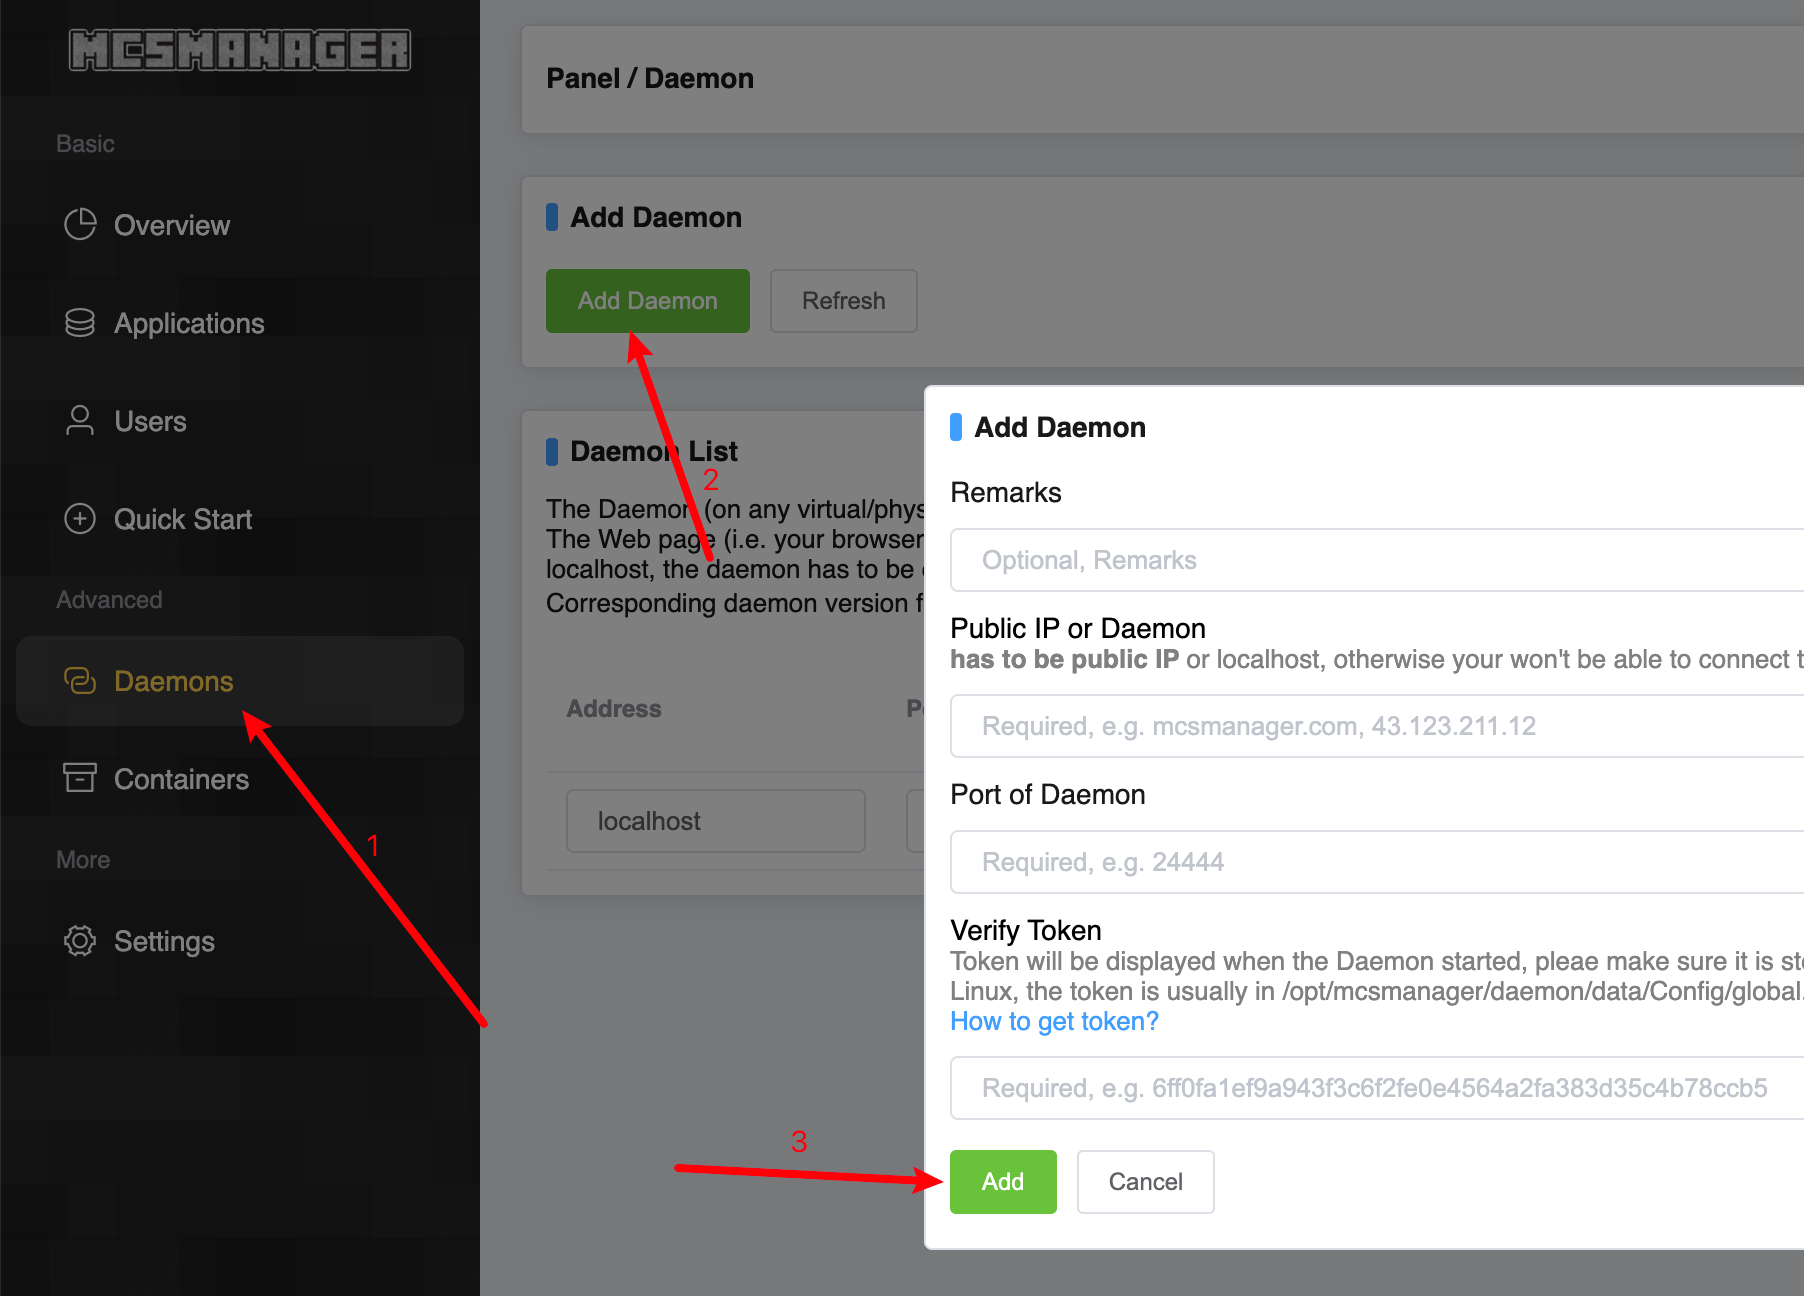 MCSMANAGER
Basic
Overview
Applications
Users
Quick Start
Advanced
Daemons
Containers
More
Settings
1
Panel / Daemon
Add Daemon
Add Daemon
Refresh
Daemon List
2
The Daemon (on any virtual/phys
The Web page (i.e. your browser
localhost, the daemon has to be
Corresponding daemon version f
Address
localhost
Add Daemon
Remarks
Optional, Remarks
Public IP or Daemon
has to be public IP or localhost, otherwise your won't be able to connect t
Required, e.g. mcsmanager.com, 43.123.211.12
Port of Daemon
Required, e.g. 24444
Verify Token
Token will be displayed when the Daemon started, pleae make sure it is st
Linux, the token is usually in /opt/mcsmanager/daemon/data/Config/global.
How to get token?
Required, e.g. 6ff0fa1ef9a943f3c6f2fe0e4564a2fa383d35c4b78ccb5
3
Add
Cancel